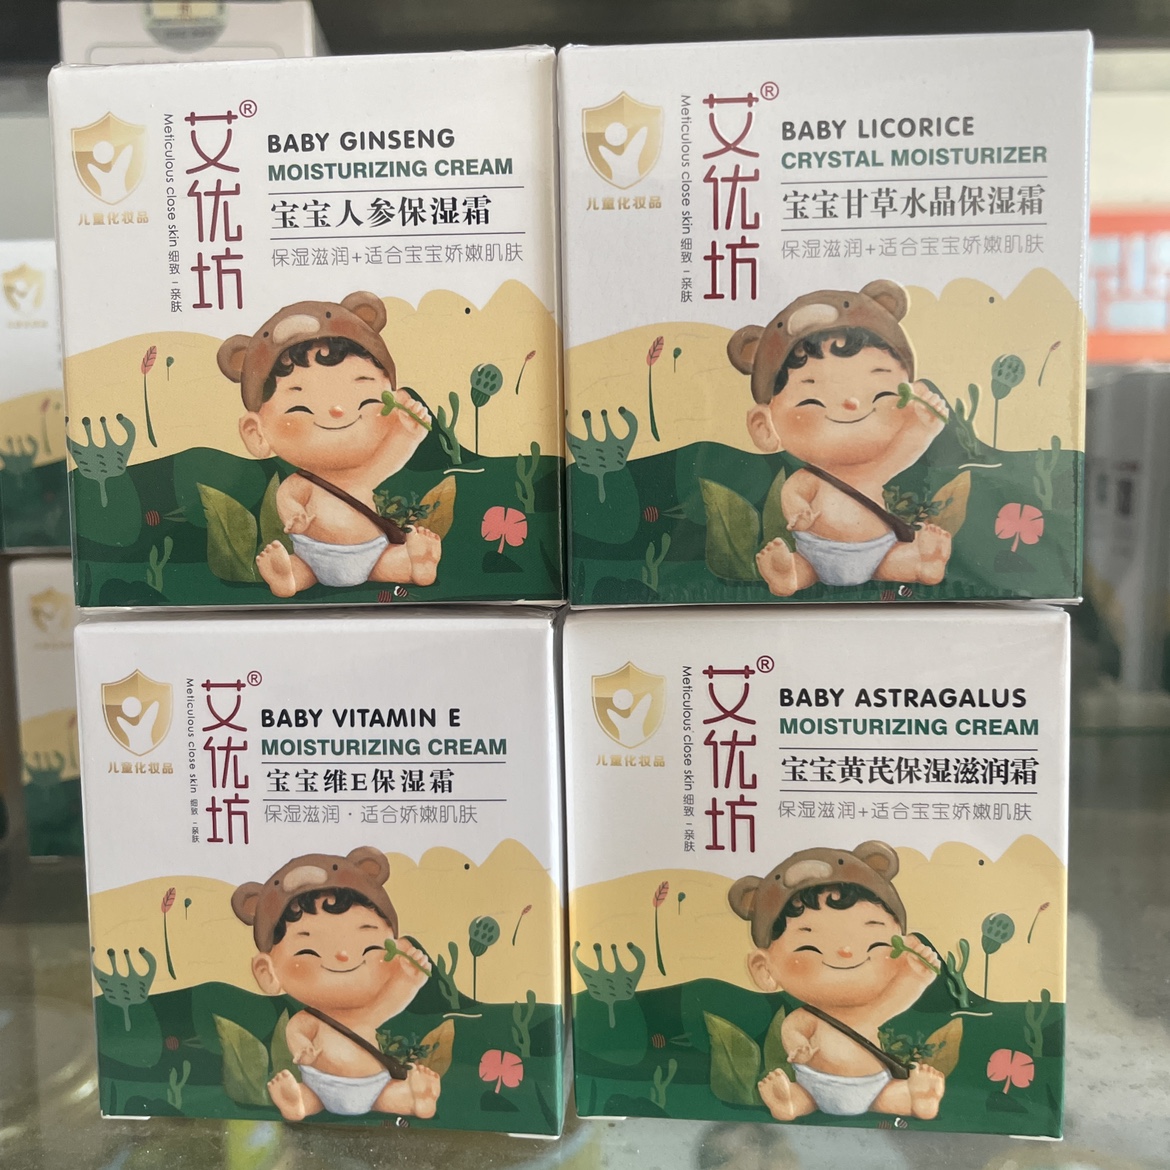 艾优坊®
Meticulous close skin 细致 - 亲肤
儿童化妆品
BABY GINSENG
MOISTURIZING CREAM
宝宝人参保湿霜
保湿滋润+适合宝宝娇嫩肌肤
艾优坊®
Meticulous close skin 细致 - 亲肤
儿童化妆品
BABY LICORICE
CRYSTAL MOISTURIZER
宝宝甘草水晶保湿霜
保湿滋润+适合宝宝娇嫩肌肤
艾优坊®
Meticulous close skin 细致 - 亲肤
儿童化妆品
BABY VITAMIN E
MOISTURIZING CREAM
宝宝维E保湿霜
保湿滋润·适合娇嫩肌肤
艾优坊®
Meticulous close skin 细致 - 亲肤
儿童化妆品
BABY ASTRAGALUS
MOISTURIZING CREAM
宝宝黄芪保湿滋润霜
保湿滋润+适合宝宝娇嫩肌肤